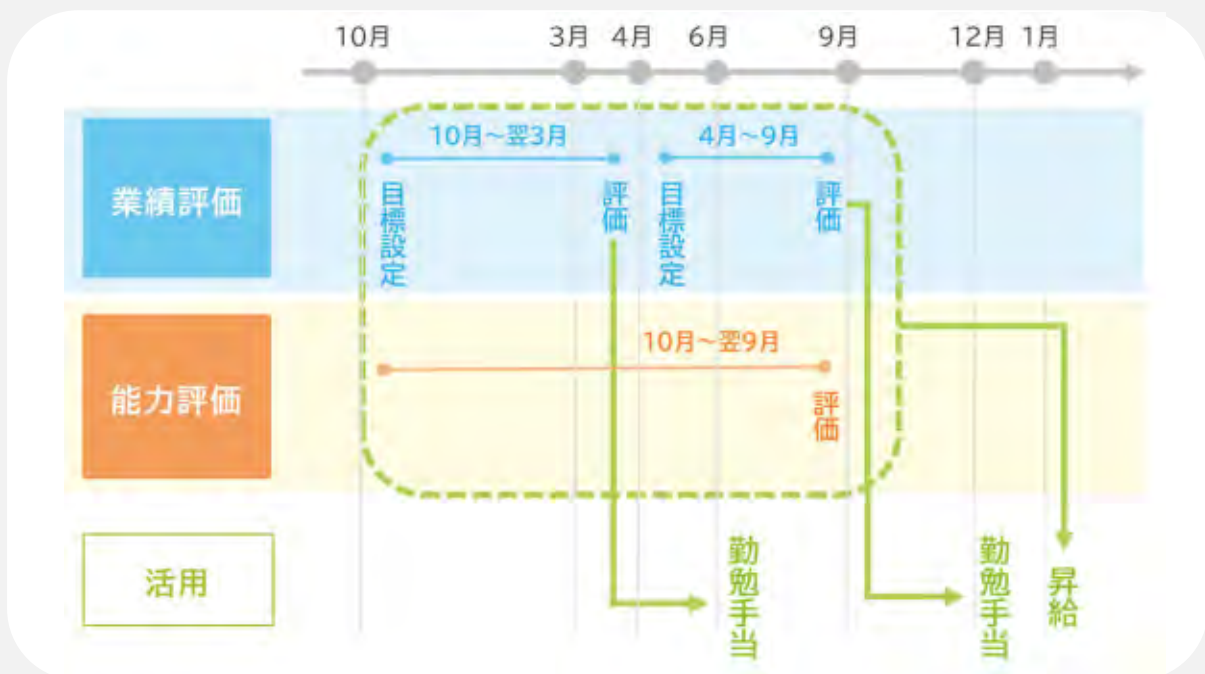 10月 3月 4月 6月 9月 12月 1月
業績評価
10月～翌3月
4月～9月
目標設定
評価
目標設定
評価
能力評価
10月～翌9月
評価
活用
勤勉手当
勤勉手当
昇給